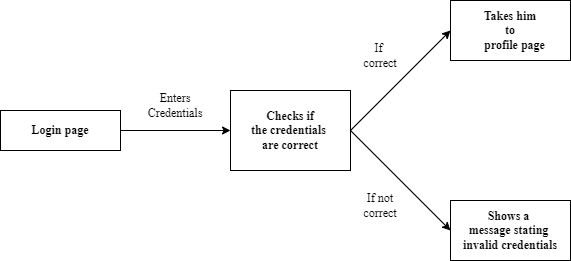 Login page
Enters
Credentials
Checks if
the credentials
are correct
If
correct
Takes him
to
profile page
If not
correct
Shows a
message stating
invalid credentials